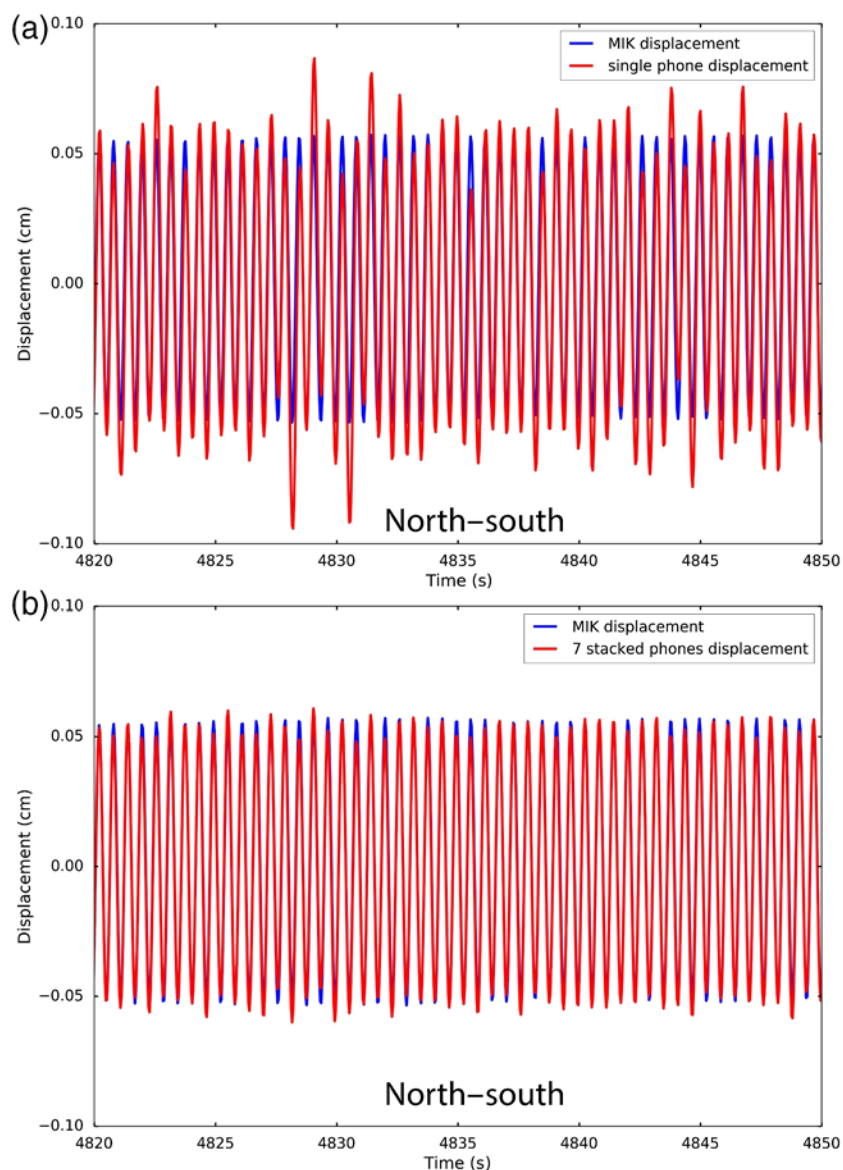 (a)
0.10
MIK displacement
single phone displacement
0.05
Displacement (cm)
0.00
−0.05
North−south
−0.10
4820 4825 4830 4835 4840 4845 4850
Time (s)
(b)
0.10
MIK displacement
7 stacked phones displacement
0.05
Displacement (cm)
0.00
−0.05
North−south
−0.10
4820 4825 4830 4835 4840 4845 4850
Time (s)